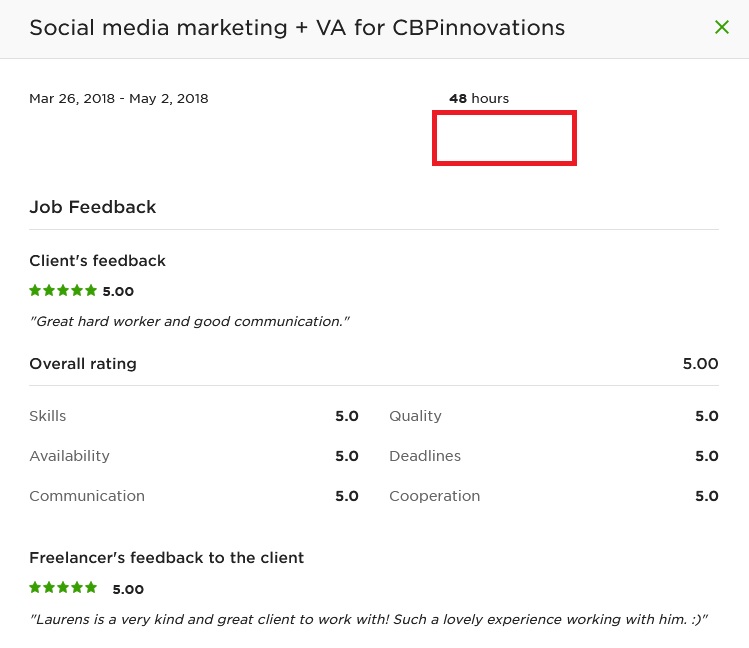 Social media marketing + VA for CBPinnovations
Mar 26, 2018 - May 2, 2018 48 hours
Job Feedback
Client's feedback
5.00
"Great hard worker and good communication."
Overall rating 5.00
Skills 5.0 Quality 5.0
Availability 5.0 Deadlines 5.0
Communication 5.0 Cooperation 5.0
Freelancer's feedback to the client
5.00
"Laurens is a very kind and great client to work with! Such a lovely experience working with him. :)"